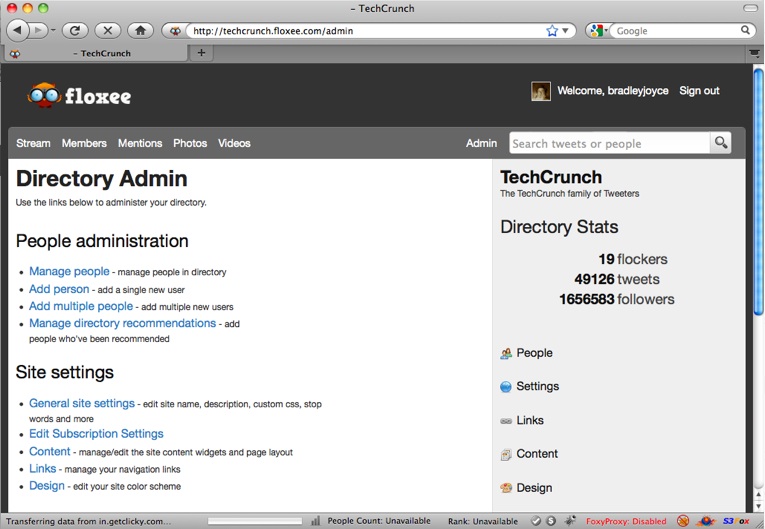 – TechCrunch
http://techcrunch.floxee.com/admin
Google
– TechCrunch
floxee
Welcome, bradleyjoyce Sign out
Stream Members Mentions Photos Videos
Admin
Search tweets or people
Directory Admin
Use the links below to administer your directory.
People administration
Manage people - manage people in directory
Add person - add a single new user
Add multiple people - add multiple new users
Manage directory recommendations - add
people who've been recommended
Site settings
General site settings - edit site name, description, custom css, stop
words and more
Edit Subscription Settings
Content - manage/edit the site content widgets and page layout
Links - manage your navigation links
Design - edit your site color scheme
TechCrunch
The TechCrunch family of Tweeters
Directory Stats
19 flockers
49126 tweets
1656583 followers
People
Settings
Links
Content
Design
Transferring data from in.getclicky.com...
People Count: Unavailable
Rank: Unavailable
FoxyProxy: Disabled
S3Fox